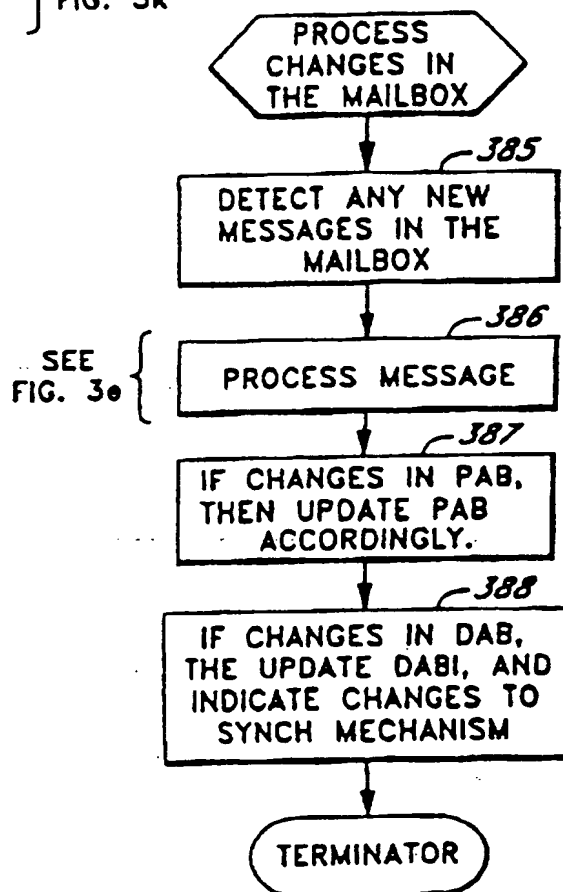 FIG. 3k
PROCESS
CHANGES IN
THE MAILBOX
385
DETECT ANY NEW
MESSAGES IN THE
MAILBOX
386
SEE
FIG. 3e
PROCESS MESSAGE
387
IF CHANGES IN PAB,
THEN UPDATE PAB
ACCORDINGLY.
388
IF CHANGES IN DAB,
THE UPDATE DABI, AND
INDICATE CHANGES TO
SYNCH MECHANISM
TERMINATOR